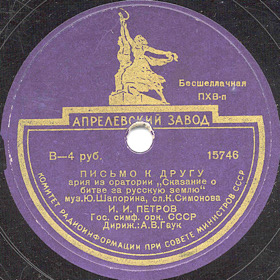 Бесшеллачная
ПХВ-п
АПРЕЛЕВСКИЙ ЗАВОД
В—4 руб.
15746
ПИСЬМО К ДРУГУ
ария из оратории „Сказание о
битве за русскую землю"
муз.Ю.Шапорина, сл.К.Симонова
И. И. ПЕТРОВ
Гос. симф. орк. СССР
Дириж.: А. В. Гаук
КОМИТЕТ РАДИОИНФОРМАЦИИ ПРИ СОВЕТЕ МИНИСТРОВ СССР